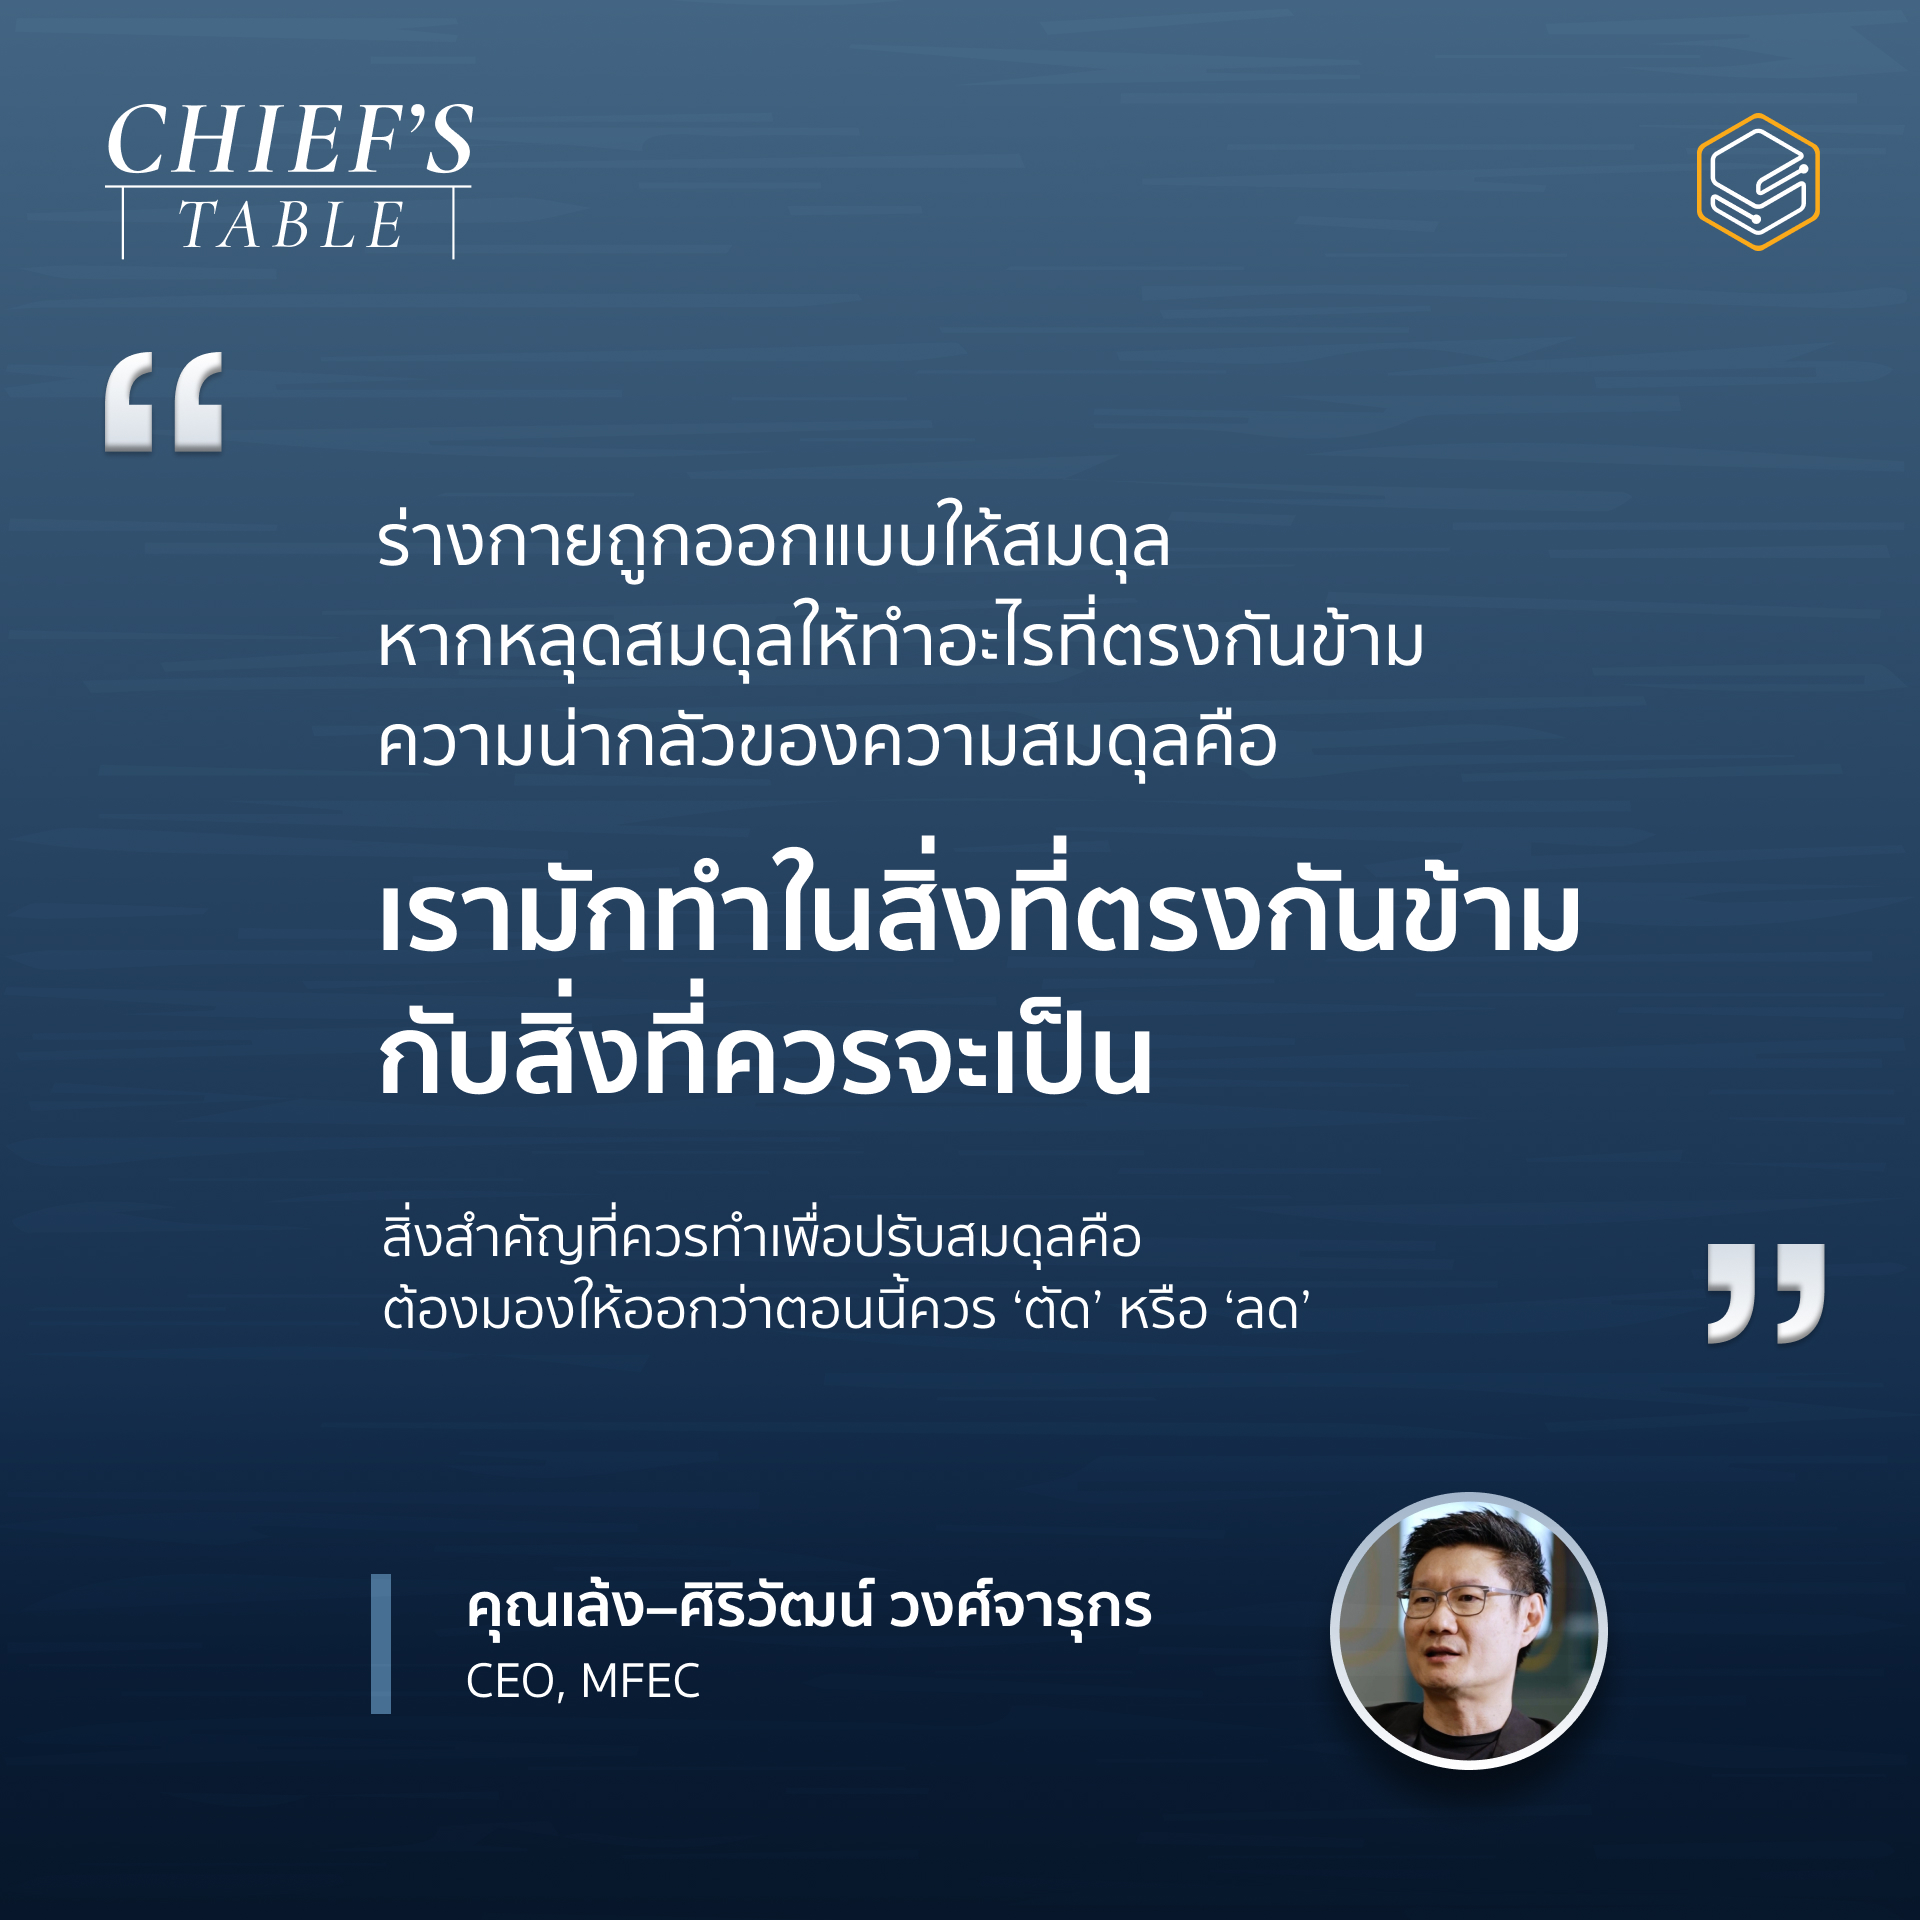 CHIEF’S
TABLE
“
ร่างกายถูกออกแบบให้สมดุล
หากหลุดสมดุลให้ทำอะไรที่ตรงกันข้าม
ความน่ากลัวของความสมดุลคือ
เรามักทำในสิ่งที่ตรงกันข้าม
กับสิ่งที่ควรจะเป็น
สิ่งสำคัญที่ควรทำเพื่อปรับสมดุลคือ
ต้องมองให้ออกว่าตอนนี้ควร ‘ตัด’ หรือ ‘ลด’
”
คุณเล้ง–ศิริวัฒน์ วงศ์จารุกร
CEO, MFEC